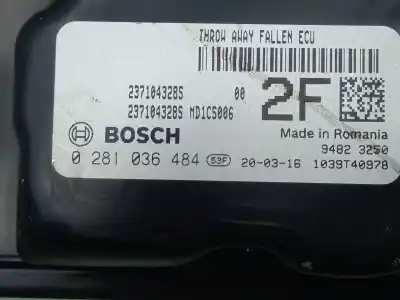 THROW AWAY FALLEN ECU
237104328S 00
237104328S MD1CS006
2F
BOSCH
Made in Romania
9482 3250
0 281 036 484 53F 20-03-16 1039T40978